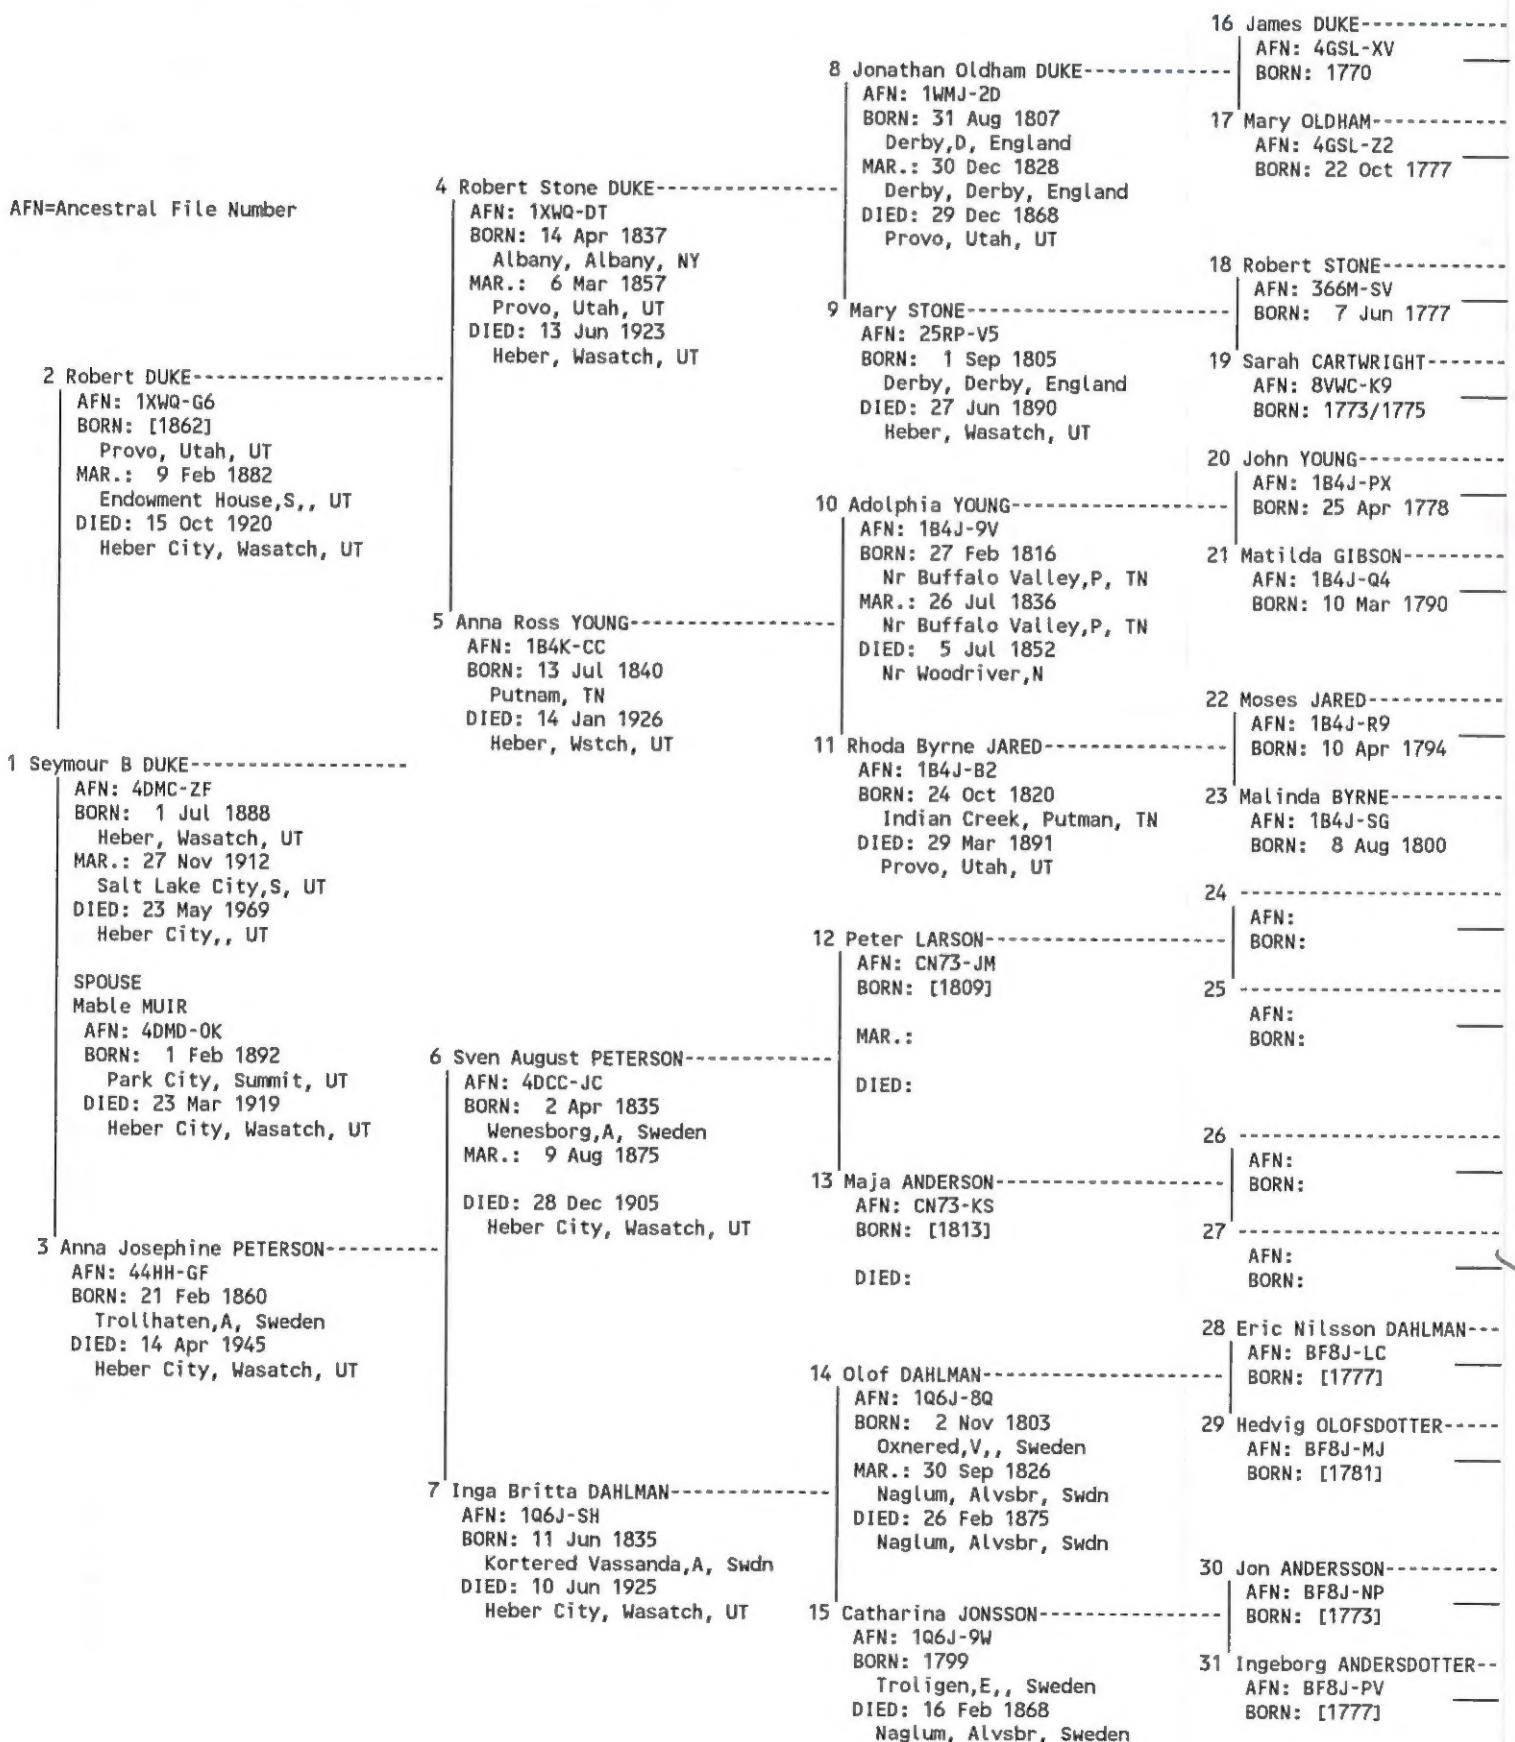 AFN=Ancestral File Number
1 Seymour B DUKE------------------
AFN: 4DMC-ZF
BORN:  1 Jul 1888
Heber, Wasatch, UT
MAR.: 27 Nov 1912
Salt Lake City,S, UT
DIED: 23 May 1969
Heber City,, UT
SPOUSE
Mable MUIR
AFN: 4DMD-0K
BORN:  1 Feb 1892
Park City, Summit, UT
DIED: 23 Mar 1919
Heber City, Wasatch, UT
2 Robert DUKE---------------------
AFN: 1XWQ-G6
BORN: [1862]
Provo, Utah, UT
MAR.:  9 Feb 1882
Endowment House,S,, UT
DIED: 15 Oct 1920
Heber City, Wasatch, UT
3 Anna Josephine PETERSON----------
AFN: 44HH-GF
BORN: 21 Feb 1860
Trollhaten,A, Sweden
DIED: 14 Apr 1945
Heber City, Wasatch, UT
4 Robert Stone DUKE---------------
AFN: 1XWQ-DT
BORN: 14 Apr 1837
Albany, Albany, NY
MAR.:  6 Mar 1857
Provo, Utah, UT
DIED: 13 Jun 1923
Heber, Wasatch, UT
5 Anna Ross YOUNG-----------------
AFN: 1B4K-CC
BORN: 13 Jul 1840
Putnam, TN
DIED: 14 Jan 1926
Heber, Wstch, UT
6 Sven August PETERSON------------
AFN: 4DCC-JC
BORN:  2 Apr 1835
Wenesborg,A, Sweden
MAR.:  9 Aug 1875
DIED: 28 Dec 1905
Heber City, Wasatch, UT
7 Inga Britta DAHLMAN-------------
AFN: 1Q6J-SH
BORN: 11 Jun 1835
Kortered Vassanda,A, Swdn
DIED: 10 Jun 1925
Heber City, Wasatch, UT
8 Jonathan Oldham DUKE------------
AFN: 1WMJ-2D
BORN: 31 Aug 1807
Derby,D, England
MAR.: 30 Dec 1828
Derby, Derby, England
DIED: 29 Dec 1868
Provo, Utah, UT
9 Mary STONE----------------------
AFN: 25RP-V5
BORN:  1 Sep 1805
Derby, Derby, England
DIED: 27 Jun 1890
Heber, Wasatch, UT
10 Adolphia YOUNG------------------
AFN: 1B4J-9V
BORN: 27 Feb 1816
Nr Buffalo Valley,P, TN
MAR.: 26 Jul 1836
Nr Buffalo Valley,P, TN
DIED:  5 Jul 1852
Nr Woodriver,N
11 Rhoda Byrne JARED---------------
AFN: 1B4J-B2
BORN: 24 Oct 1820
Indian Creek, Putman, TN
DIED: 29 Mar 1891
Provo, Utah, UT
12 Peter LARSON--------------------
AFN: CN73-JM
BORN: [1809]
MAR.:
DIED:
13 Maja ANDERSON-------------------
AFN: CN73-KS
BORN: [1813]
DIED:
14 Olof DAHLMAN--------------------
AFN: 1Q6J-8Q
BORN:  2 Nov 1803
Oxnered,V,, Sweden
MAR.: 30 Sep 1826
Naglum, Alvsbr, Swdn
DIED: 26 Feb 1875
Naglum, Alvsbr, Swdn
15 Catharina JONSSON---------------
AFN: 1Q6J-9W
BORN: 1799
Troligen,E,, Sweden
DIED: 16 Feb 1868
Naglum, Alvsbr, Sweden
16 James DUKE-------------
AFN: 4GSL-XV
BORN: 1770
17 Mary OLDHAM------------
AFN: 4GSL-Z2
BORN: 22 Oct 1777
18 Robert STONE-----------
AFN: 366M-SV
BORN:  7 Jun 1777
19 Sarah CARTWRIGHT-------
AFN: 8VWC-K9
BORN: 1773/1775
20 John YOUNG-------------
AFN: 1B4J-PX
BORN: 25 Apr 1778
21 Matilda GIBSON---------
AFN: 1B4J-Q4
BORN: 10 Mar 1790
22 Moses JARED------------
AFN: 1B4J-R9
BORN: 10 Apr 1794
23 Malinda BYRNE----------
AFN: 1B4J-SG
BORN:  8 Aug 1800
24 -----------------------
AFN:
BORN:
25 -----------------------
AFN:
BORN:
26 -----------------------
AFN:
BORN:
27 -----------------------
AFN:
BORN:
28 Eric Nilsson DAHLMAN---
AFN: BF8J-LC
BORN: [1777]
29 Hedvig OLOFSDOTTER-----
AFN: BF8J-MJ
BORN: [1781]
30 Jon ANDERSSON----------
AFN: BF8J-NP
BORN: [1773]
31 Ingeborg ANDERSDOTTER--
AFN: BF8J-PV
BORN: [1777]